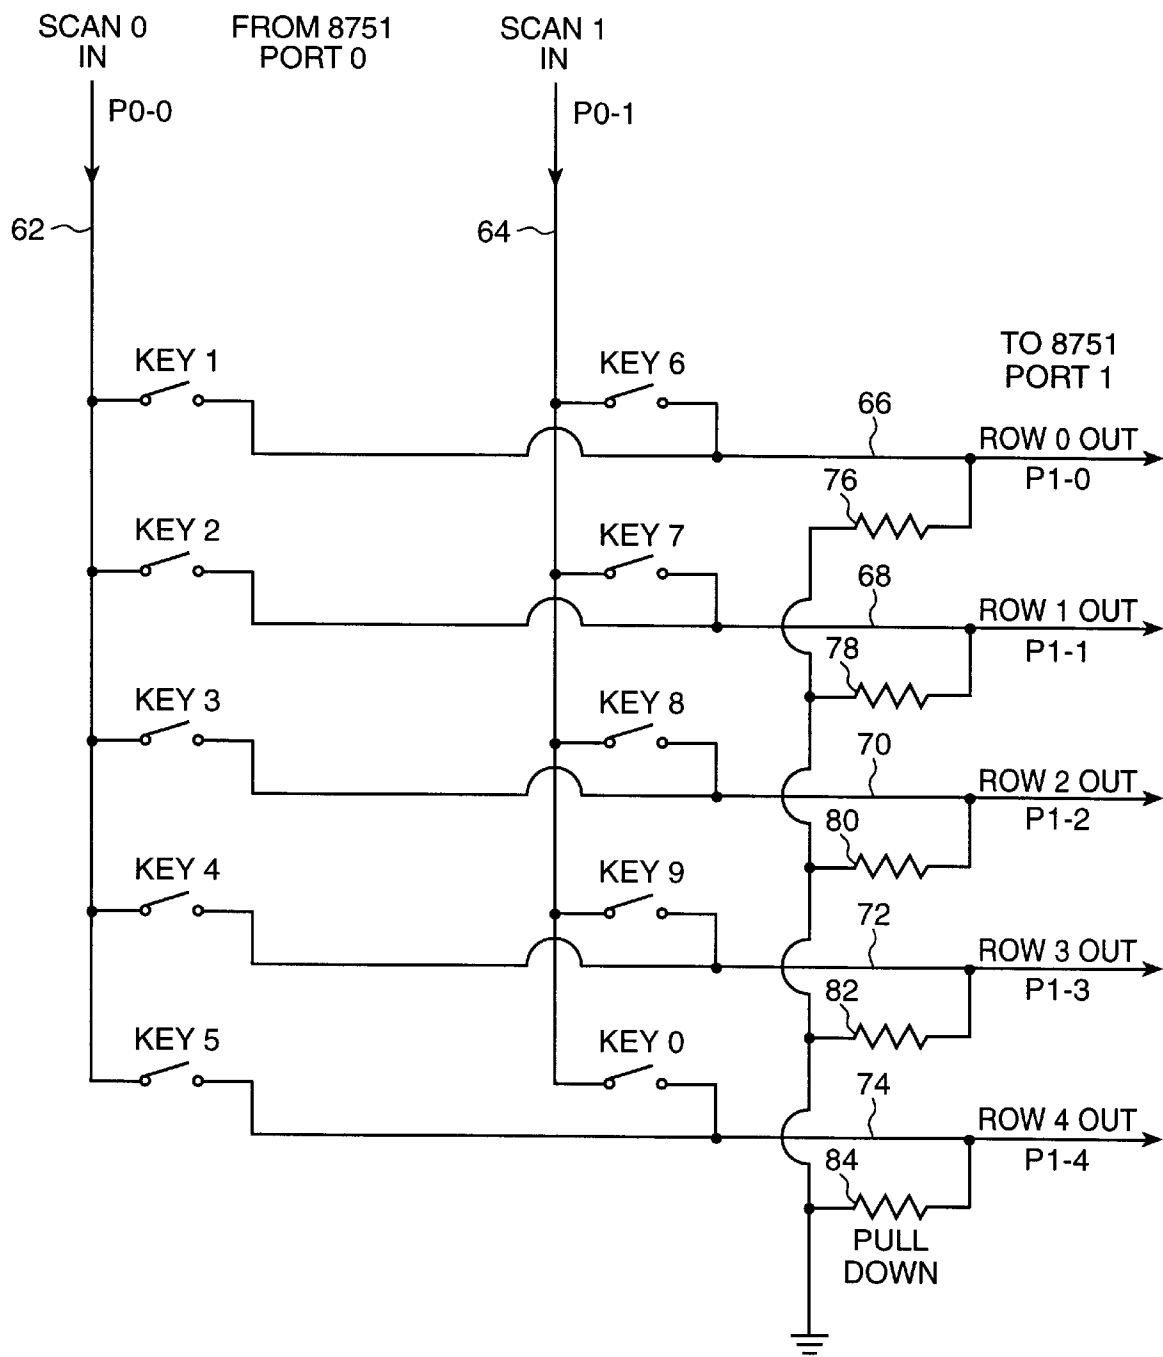 SCAN 0
IN
FROM 8751
PORT 0
SCAN 1
IN
P0-0
P0-1
62
64
KEY 1
KEY 6
TO 8751
PORT 1
66
ROW 0 OUT
P1-0
76
KEY 2
KEY 7
68
ROW 1 OUT
P1-1
78
KEY 3
KEY 8
70
ROW 2 OUT
P1-2
80
KEY 4
KEY 9
72
ROW 3 OUT
P1-3
82
KEY 5
KEY 0
74
ROW 4 OUT
P1-4
84
PULL
DOWN